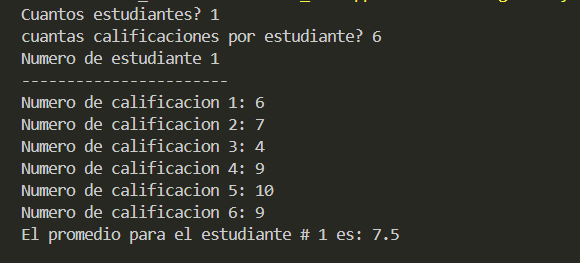 Cuantos estudiantes? 1
cuantas calificaciones por estudiante? 6
Numero de estudiante 1
-----------------------
Numero de calificacion 1: 6
Numero de calificacion 2: 7
Numero de calificacion 3: 4
Numero de calificacion 4: 9
Numero de calificacion 5: 10
Numero de calificacion 6: 9
El promedio para el estudiante # 1 es: 7.5